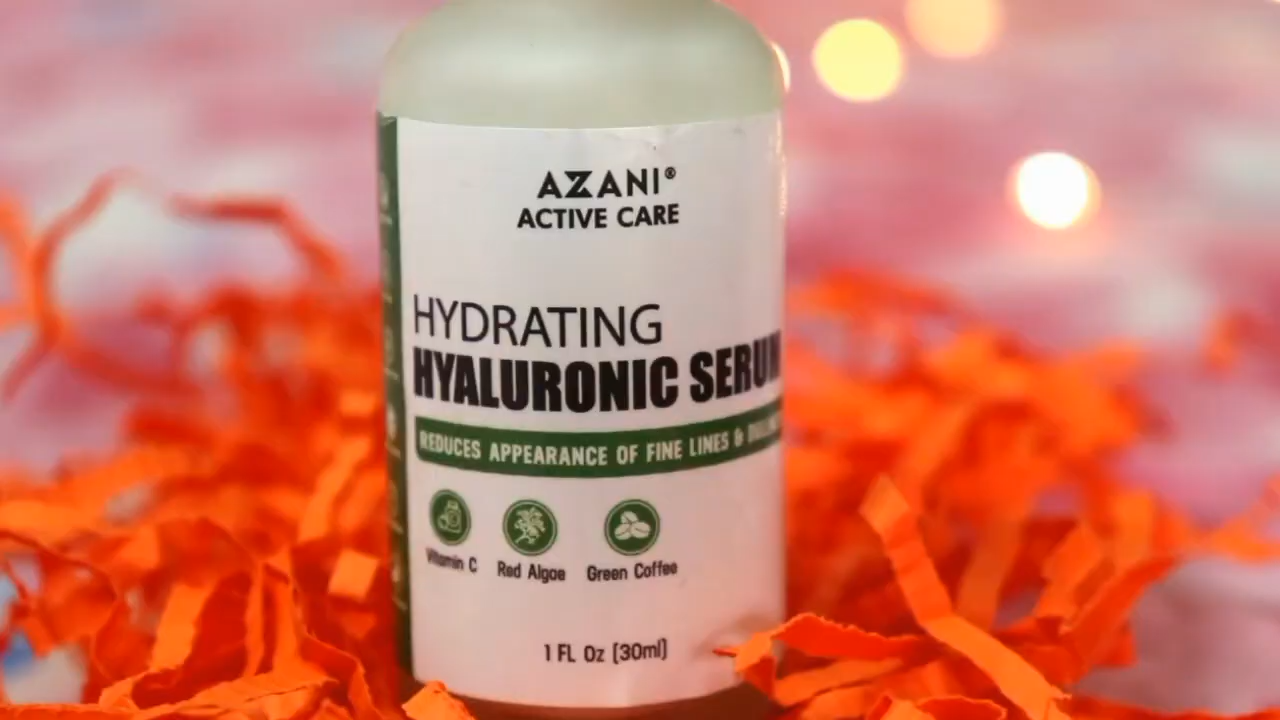 AZANI®
ACTIVE CARE
HYDRATING
HYALURONIC SERUM
REDUCES APPEARANCE OF FINE LINES &
Vitamin C
Red Algae
Green Coffee
1 FL Oz (30ml)